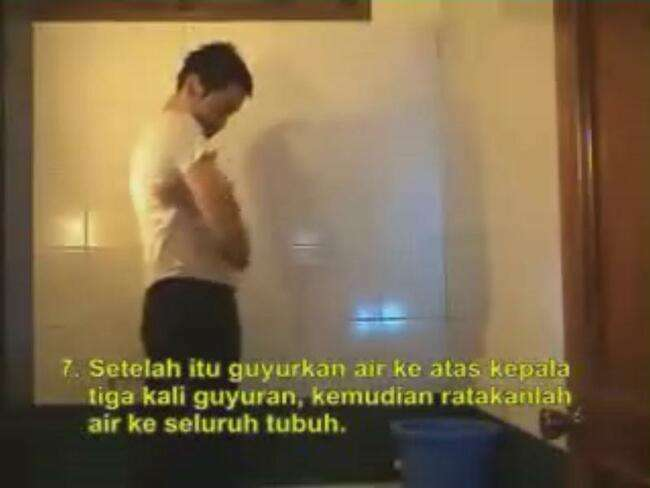 7. Setelah itu guyurkan air ke atas kepala
tiga kali guyuran, kemudian ratakanlah
air ke seluruh tubuh.